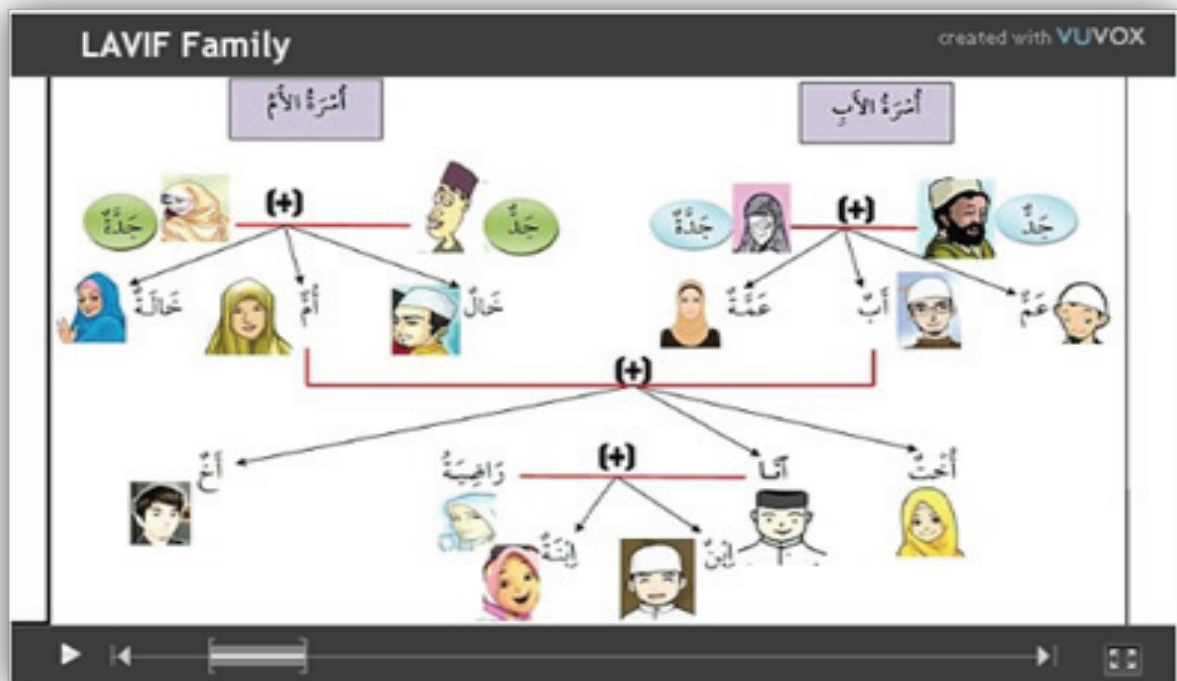 LAVIF Family
created with VUVOX
أُسْرَةُ الأَبِ
أُسْرَةُ الأُمِّ
جَدٌّ
(+)
جَدَّةٌ
جَدٌّ
(+)
جَدَّةٌ
عَمٌّ
أَبٌ
عَمَّةٌ
خَالٌ
أُمٌّ
خَالَةٌ
(+)
أُخْتٌ
أَنَا
(+)
رَاضِيَةُ
أَخٌ
اِبْنٌ
اِبْنَةٌ